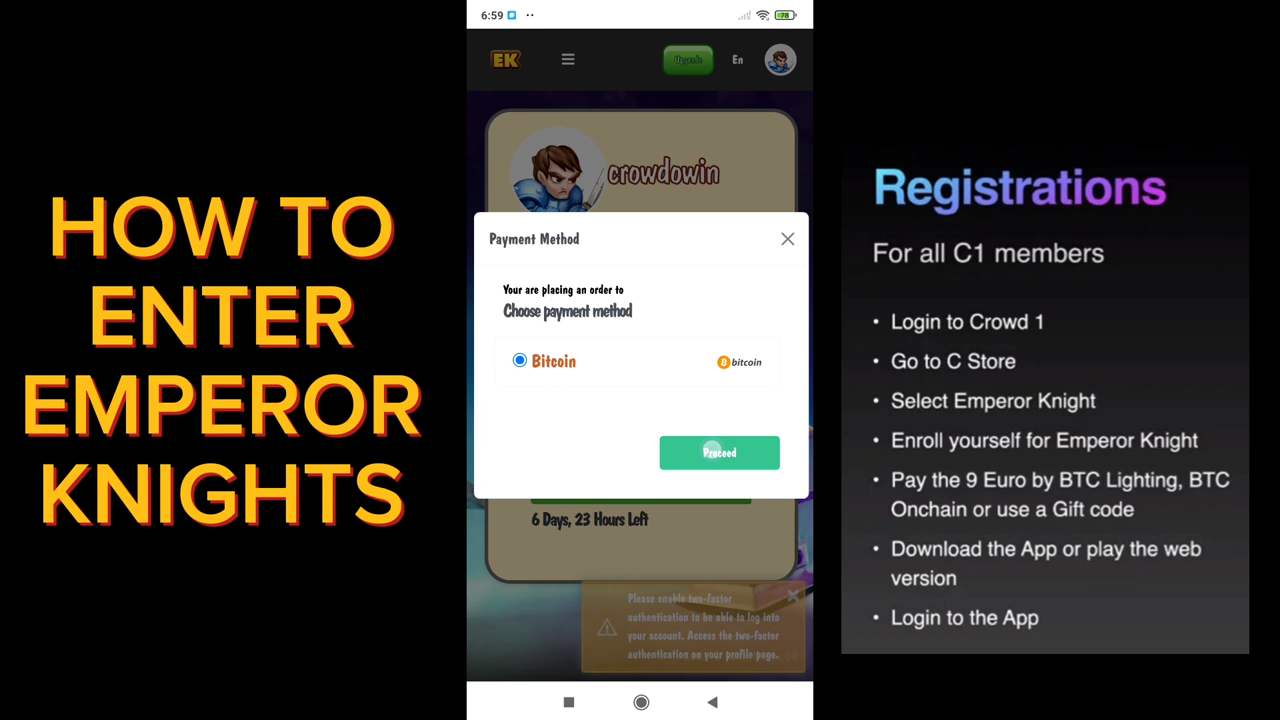 HOW TO
ENTER
EMPEROR
KNIGHTS
6:59
78
EK
Upgrade
En
crowdowin
Payment Method
Your are placing an order to
Choose payment method
Bitcoin
bitcoin
Proceed
6 Days, 23 Hours Left
Please enable two-factor
authentication to be able to log into
your account. Access the two-factor
authentication on your profile page.
Registrations
For all C1 members
• Login to Crowd 1
• Go to C Store
• Select Emperor Knight
• Enroll yourself for Emperor Knight
• Pay the 9 Euro by BTC Lighting, BTC
Onchain or use a Gift code
• Download the App or play the web
version
• Login to the App